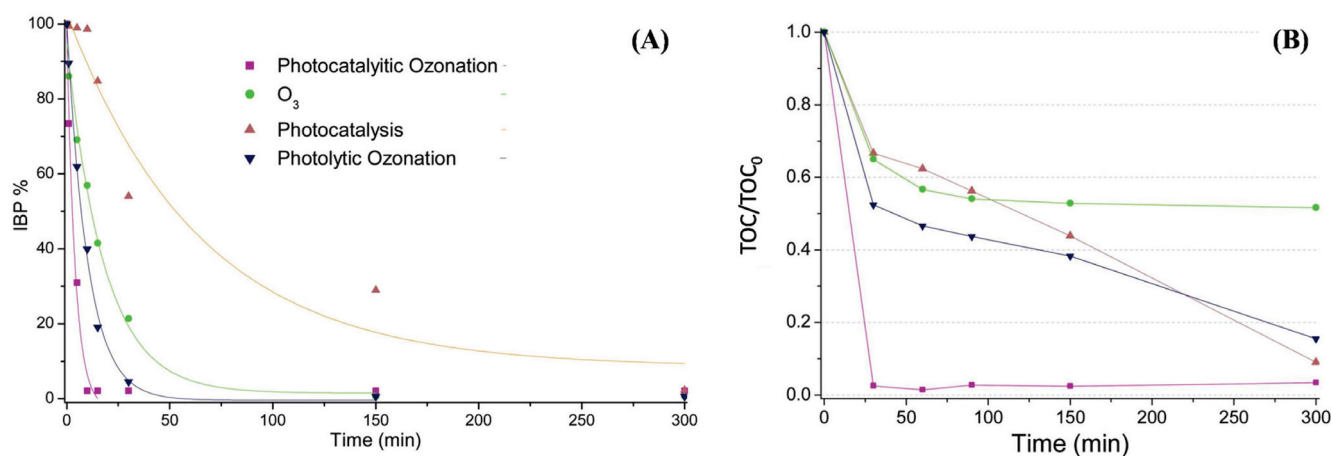 (A)
IBP %
100
80
60
40
20
0
Photocatalyitic Ozonation
O₃
Photocatalysis
Photolytic Ozonation
0 50 100 150 200 250 300
Time (min)
(B)
TOC/TOC₀
1.0
0.8
0.6
0.4
0.2
0.0
0 50 100 150 200 250 300
Time (min)